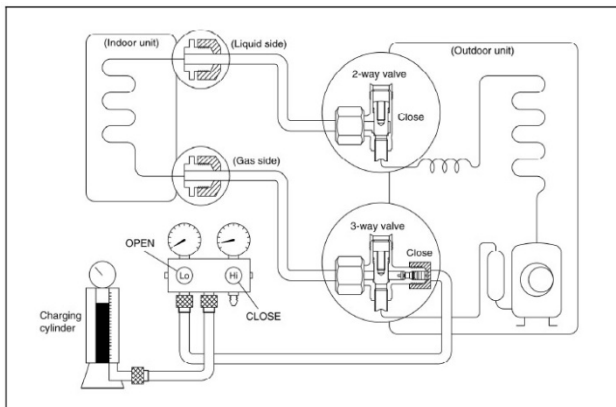 (Indoor unit)
(Liquid side)
(Outdoor unit)
2-way valve
Close
(Gas side)
3-way valve
Close
OPEN
Lo
Hi
CLOSE
Charging
cylinder